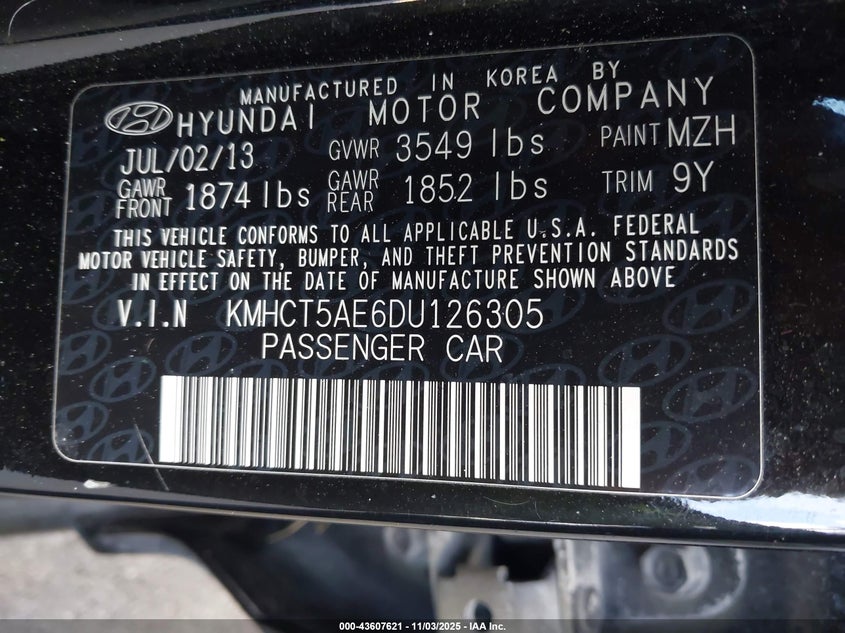 MANUFACTURED IN KOREA BY
HYUNDAI MOTOR COMPANY
JUL/02/13 GVWR 3549 lbs PAINT MZH
GAWR FRONT 1874 lbs GAWR REAR 1852 lbs TRIM 9Y
THIS VEHICLE CONFORMS TO ALL APPLICABLE U.S.A. FEDERAL
MOTOR VEHICLE SAFETY, BUMPER, AND THEFT PREVENTION STANDARDS
IN EFFECT ON THE DATE OF MANUFACTURE SHOWN ABOVE
V.I.N KMHCT5AE6DU126305
PASSENGER CAR
000-43607621 - 11/03/2025 - IAA Inc.